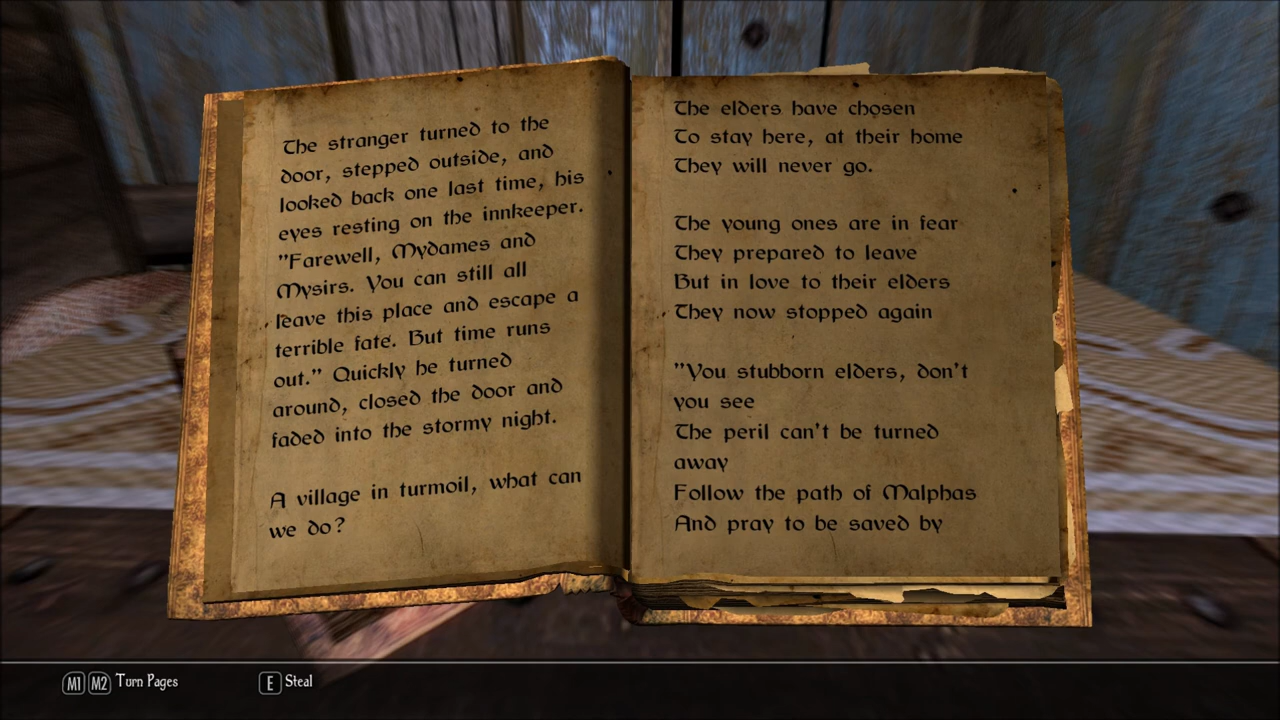 The stranger turned to the
door, stepped outside, and
looked back one last time, his
eyes resting on the innkeeper.
"Farewell, Mydames and
Mysirs. You can still all
leave this place and escape a
terrible fate. But time runs
out." Quickly he turned
around, closed the door and
faded into the stormy night.
A village in turmoil, what can
we do?
The elders have chosen
To stay here, at their home
They will never go.
The young ones are in fear
They prepared to leave
But in love to their elders
They now stopped again
"You stubborn elders, don't
you see
The peril can't be turned
away
Follow the path of Malphas
And pray to be saved by
M1 M2 Turn Pages
E Steal